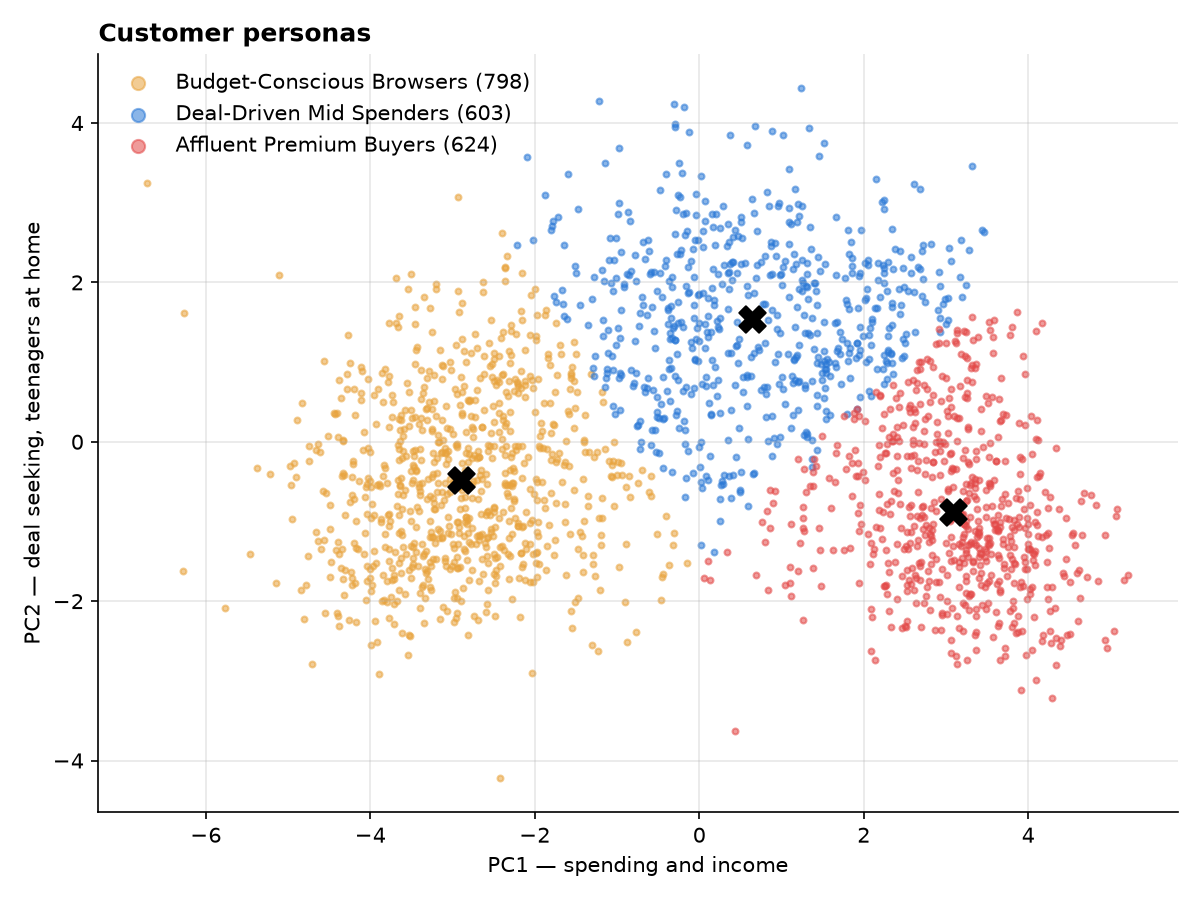 Customer personas
Budget-Conscious Browsers (798)
Deal-Driven Mid Spenders (603)
Affluent Premium Buyers (624)
PC2 — deal seeking, teenagers at home
4
2
0
−2
−4
−6
−4
−2
0
2
4
PC1 — spending and income